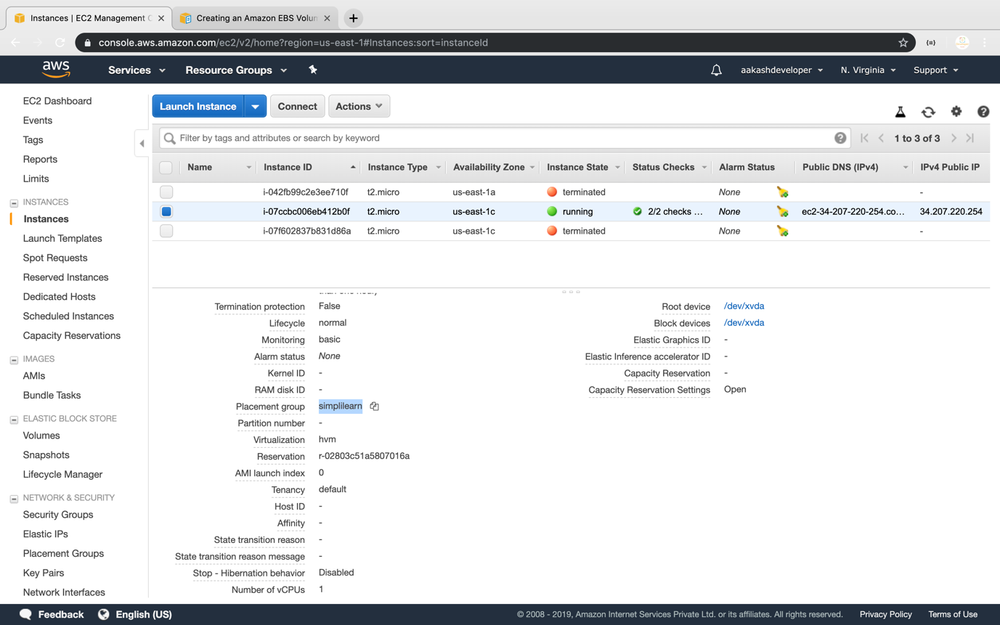 Instances | EC2 Management C
Creating an Amazon EBS Volun
console.aws.amazon.com/ec2/v2/home?region=us-east-1#Instances:sort=instanceId
aws
Services
Resource Groups
aakashdeveloper
N. Virginia
Support
EC2 Dashboard
Events
Tags
Reports
Limits
INSTANCES
Instances
Launch Templates
Spot Requests
Reserved Instances
Dedicated Hosts
Scheduled Instances
Capacity Reservations
IMAGES
AMIs
Bundle Tasks
ELASTIC BLOCK STORE
Volumes
Snapshots
Lifecycle Manager
NETWORK & SECURITY
Security Groups
Elastic IPs
Placement Groups
Key Pairs
Network Interfaces
Launch Instance
Connect
Actions
Filter by tags and attributes or search by keyword
1 to 3 of 3
Name Instance ID Instance Type Availability Zone Instance State Status Checks Alarm Status Public DNS (IPv4) IPv4 Public IP
i-042fb99c2e3ee710f t2.micro us-east-1a terminated None -
i-07ccbc006eb412b0f t2.micro us-east-1c running 2/2 checks ... None ec2-34-207-220-254.co... 34.207.220.254
i-07f602837b831d86a t2.micro us-east-1c terminated None -
Termination protection False
Lifecycle normal
Monitoring basic
Alarm status None
Kernel ID -
RAM disk ID -
Placement group simplilearn
Partition number -
Virtualization hvm
Reservation r-02803c51a5807016a
AMI launch index 0
Tenancy default
Host ID -
Affinity -
State transition reason -
State transition reason message -
Stop - Hibernation behavior Disabled
Number of vCPUs 1
Root device /dev/xvda
Block devices /dev/xvda
Elastic Graphics ID -
Elastic Inference accelerator ID -
Capacity Reservation -
Capacity Reservation Settings Open
Feedback
English (US)
© 2008 - 2019, Amazon Internet Services Private Ltd. or its affiliates. All rights reserved.
Privacy Policy
Terms of Use